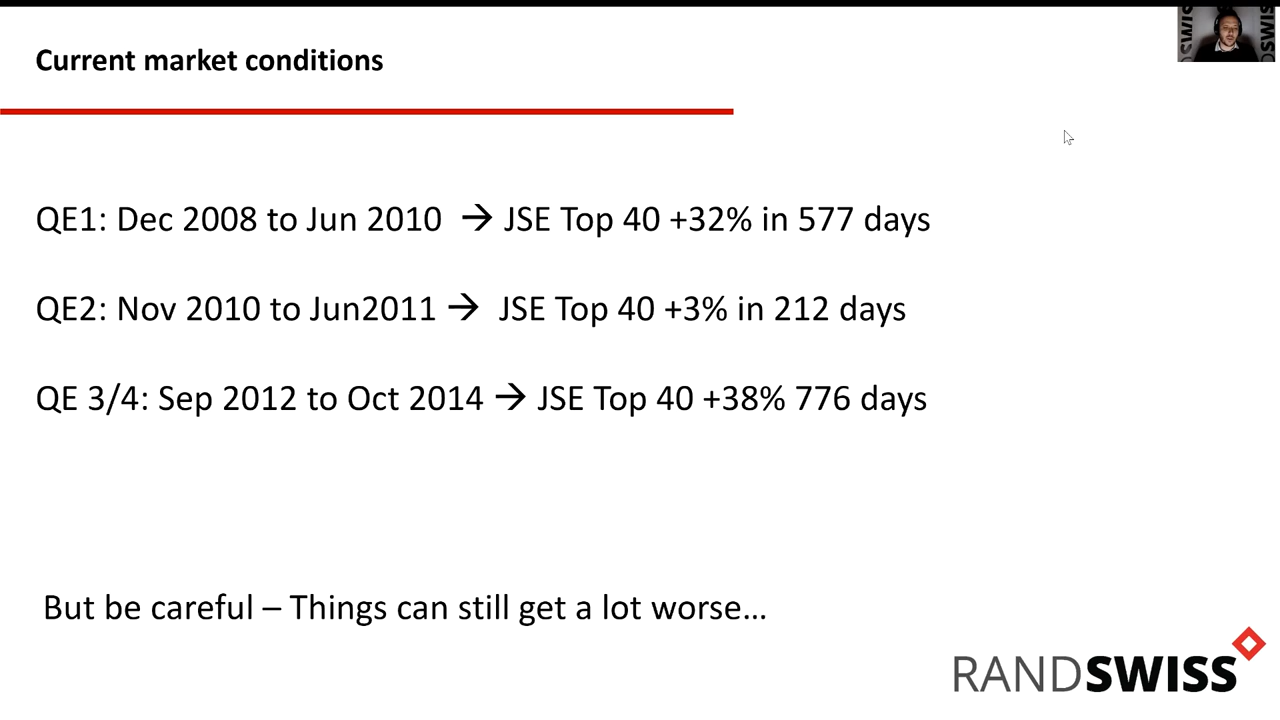 Current market conditions
QE1: Dec 2008 to Jun 2010 → JSE Top 40 +32% in 577 days
QE2: Nov 2010 to Jun2011 → JSE Top 40 +3% in 212 days
QE 3/4: Sep 2012 to Oct 2014 → JSE Top 40 +38% 776 days
But be careful – Things can still get a lot worse…
RANDSWISS